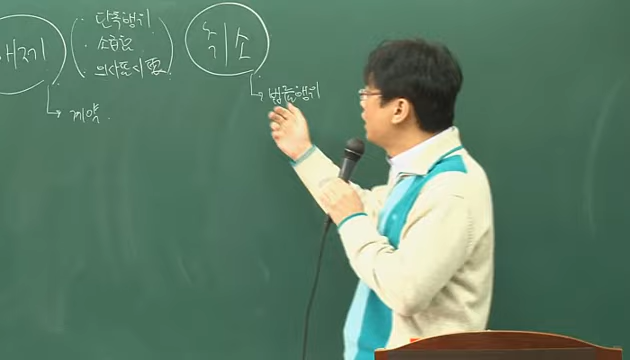 해제
· 단독행위
· 소급효
· 의사표시 要
취소
계약.
법률행위